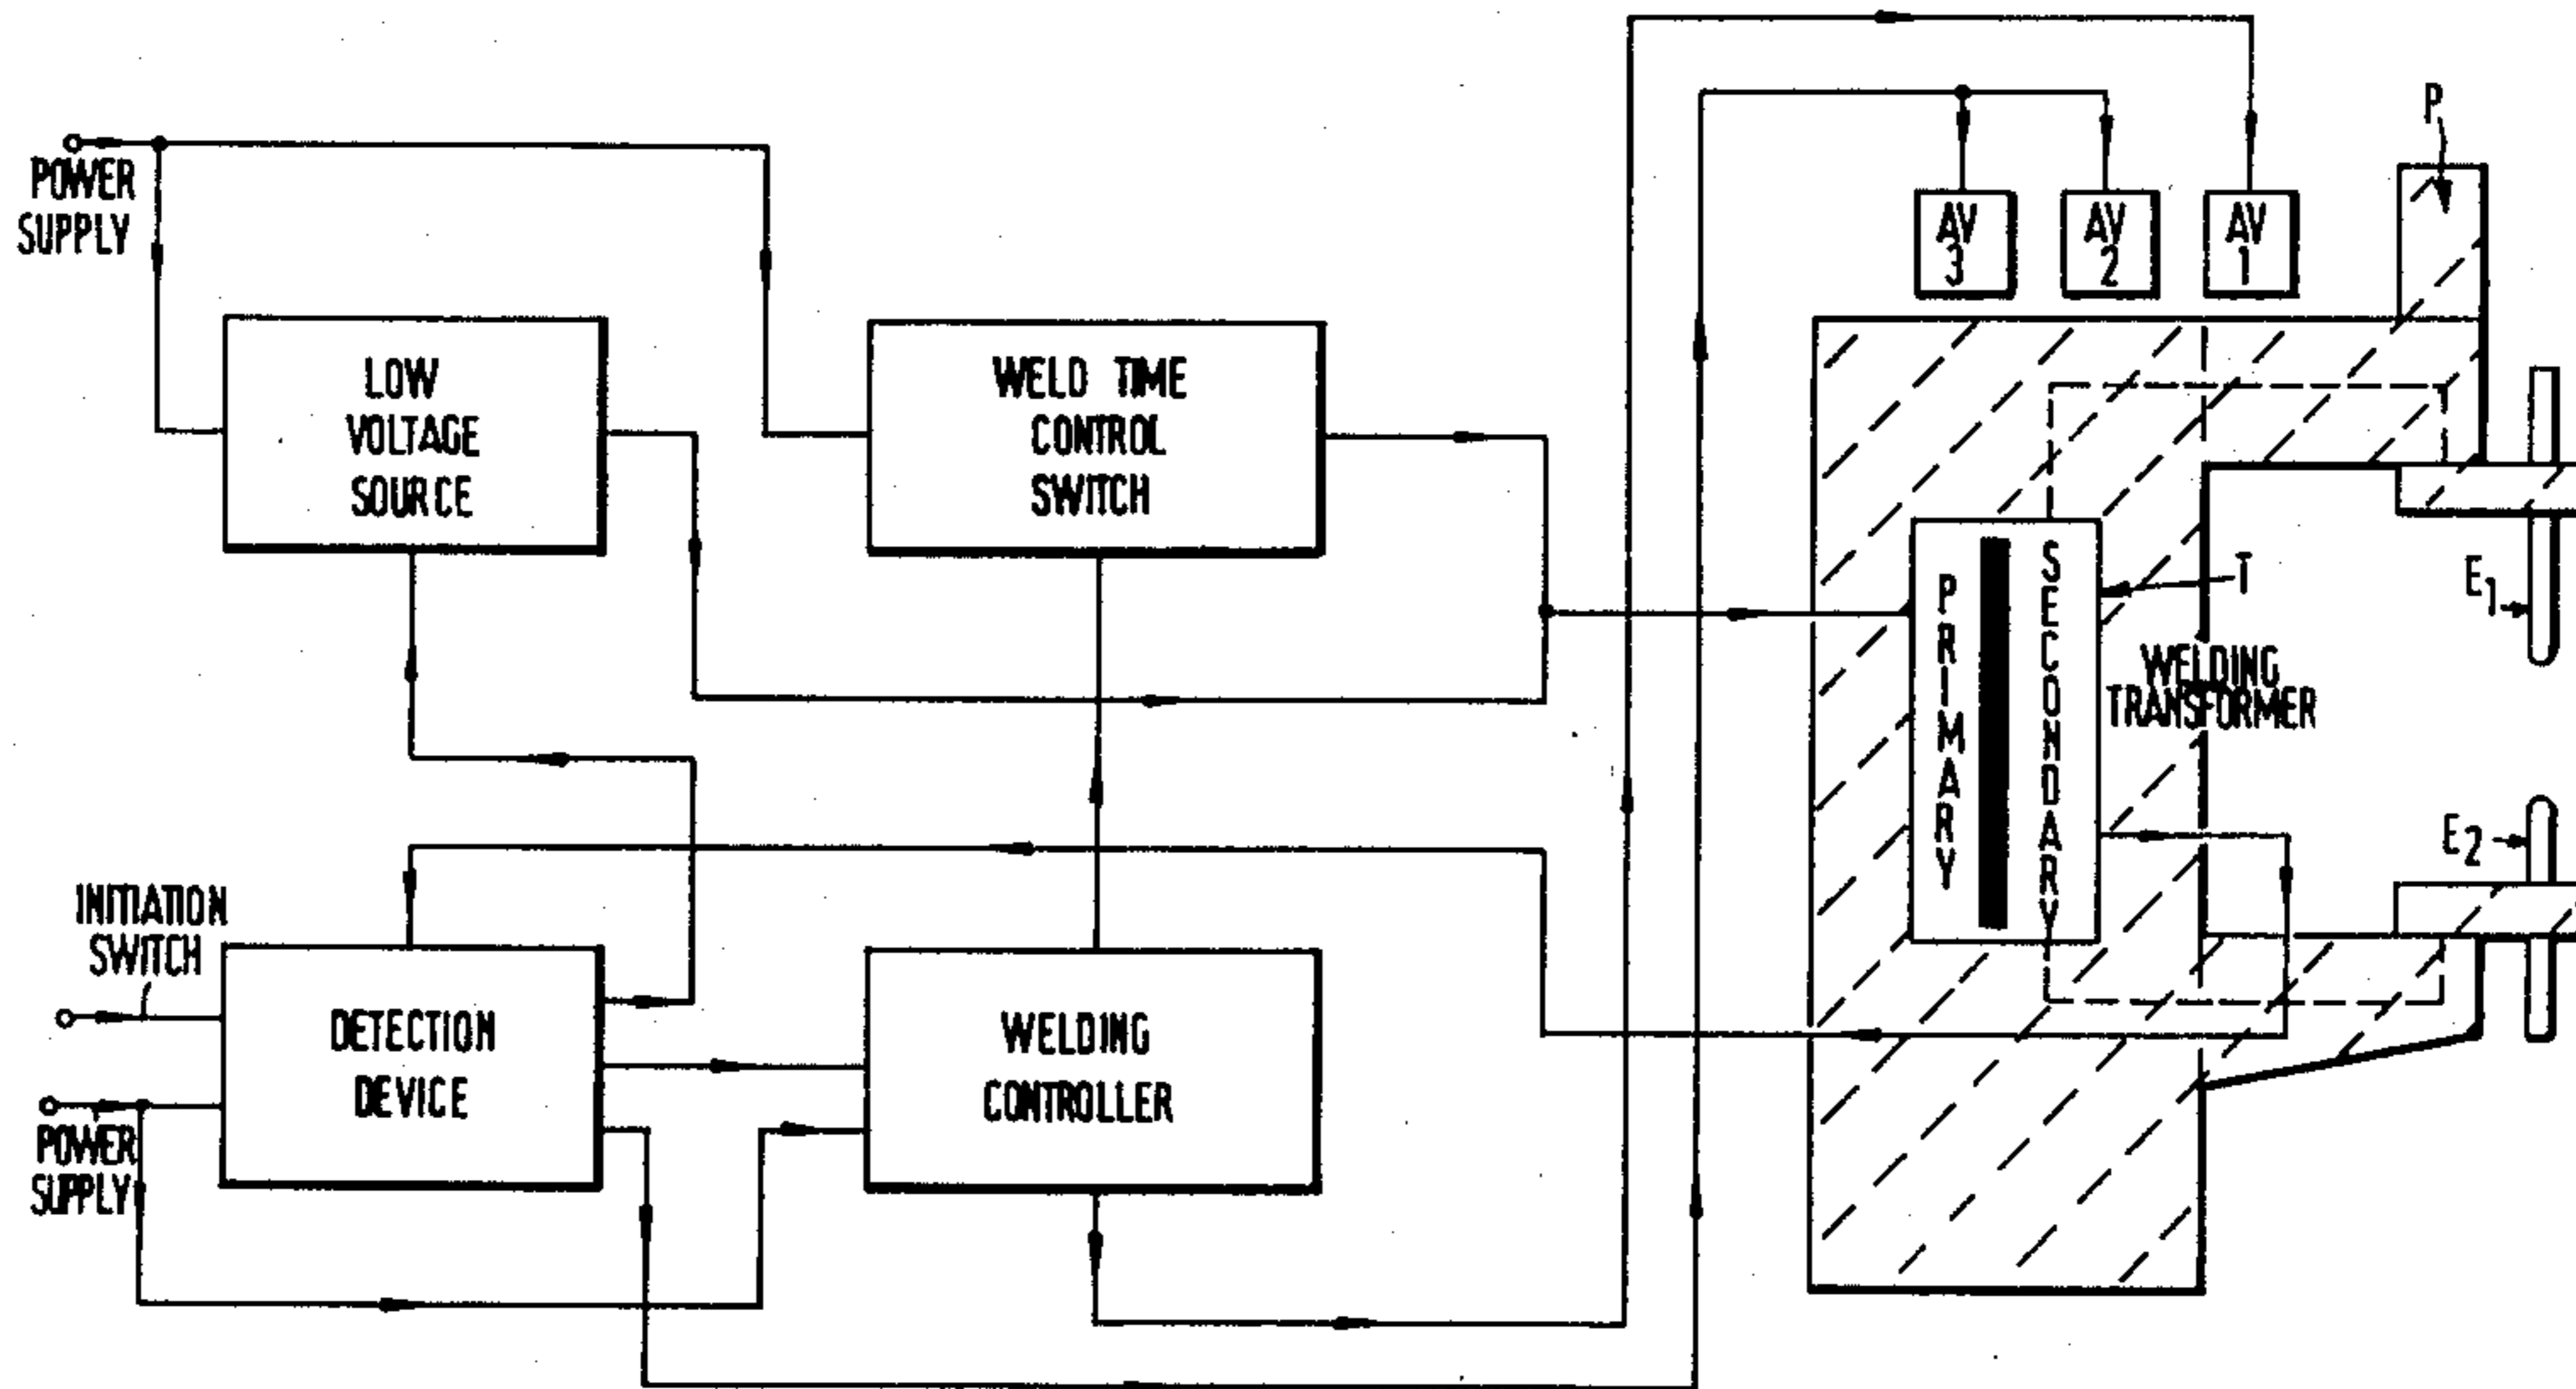 POWER
SUPPLY
LOW
VOLTAGE
SOURCE
WELD TIME
CONTROL
SWITCH
AV
3
AV
2
AV
1
P
PRIMARY
SECONDARY
T
WELDING
TRANSFORMER
E1
E2
INITIATION
SWITCH
POWER
SUPPLY
DETECTION
DEVICE
WELDING
CONTROLLER